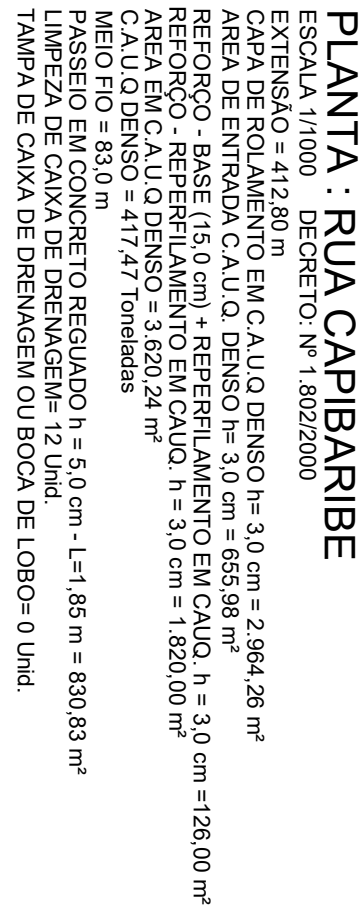 PLANTA : RUA CAPIBARIBE
ESCALA 1/1000 DECRETO: Nº 1.802/2000
EXTENSÃO = 412,80 m
CAPA DE ROLAMENTO EM C.A.U.Q DENSO h= 3,0 cm = 2.964,26 m²
AREA DE ENTRADA C.A.U.Q. DENSO h= 3,0 cm = 655,98 m²
REFORÇO - BASE (15,0 cm) + REPERFILAMENTO EM CAUQ. h = 3,0 cm =126,00 m²
REFORÇO - REPERFILAMENTO EM CAUQ. h = 3,0 cm = 1.820,00 m²
AREA EM C.A.U.Q DENSO = 3.620,24 m²
C.A.U.Q DENSO = 417,47 Toneladas
MEIO FIO = 83,0 m
PASSEIO EM CONCRETO REGUADO h = 5,0 cm - L=1,85 m = 830,83 m²
LIMPEZA DE CAIXA DE DRENAGEM= 12 Unid.
TAMPA DE CAIXA DE DRENAGEM OU BOCA DE LOBO= 0 Unid.